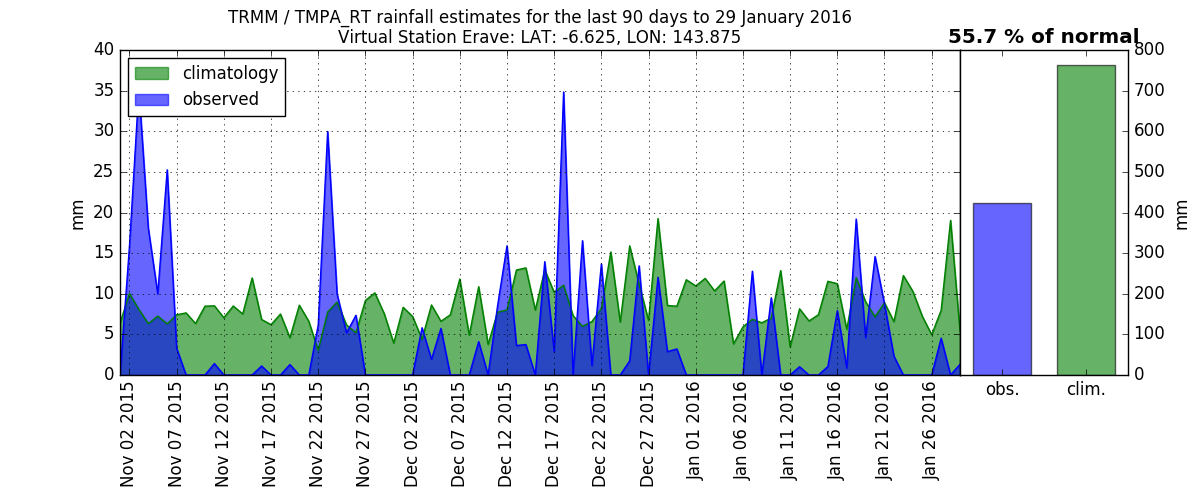 TRMM / TMPA_RT rainfall estimates for the last 90 days to 29 January 2016
Virtual Station Erave: LAT: -6.625, LON: 143.875
55.7 % of normal
climatology
observed
40
35
30
25
20
15
10
5
0
mm
Nov 02 2015
Nov 07 2015
Nov 12 2015
Nov 17 2015
Nov 22 2015
Nov 27 2015
Dec 02 2015
Dec 07 2015
Dec 12 2015
Dec 17 2015
Dec 22 2015
Dec 27 2015
Jan 01 2016
Jan 06 2016
Jan 11 2016
Jan 16 2016
Jan 21 2016
Jan 26 2016
800
700
600
500
400
300
200
100
0
mm
obs.
clim.